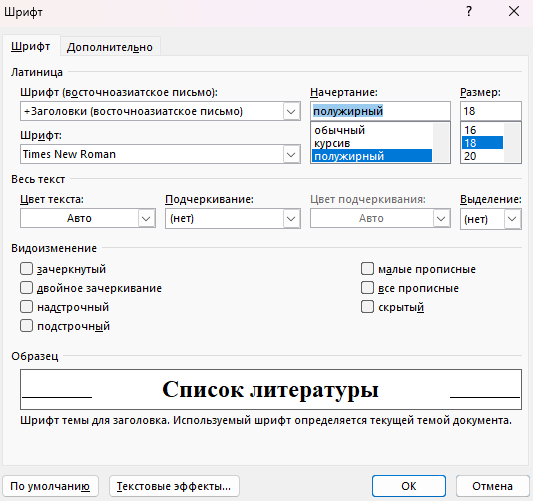 Шрифт ? ×
Шрифт Дополнительно
Латиница
Шрифт (восточноазиатское письмо): Начертание: Размер:
+Заголовки (восточноазиатское письмо) полужирный 18
Шрифт: обычный 16
Times New Roman курсив 18
полужирный 20
Весь текст
Цвет текста: Подчеркивание: Цвет подчеркивания: Выделение:
Авто (нет) Авто (нет)
Видоизменение
зачеркнутый малые прописные
двойное зачеркивание все прописные
надстрочный скрытый
подстрочный
Образец
Список литературы
Шрифт темы для заголовка. Используемый шрифт определяется текущей темой документа.
По умолчанию Текстовые эффекты... ОК Отмена